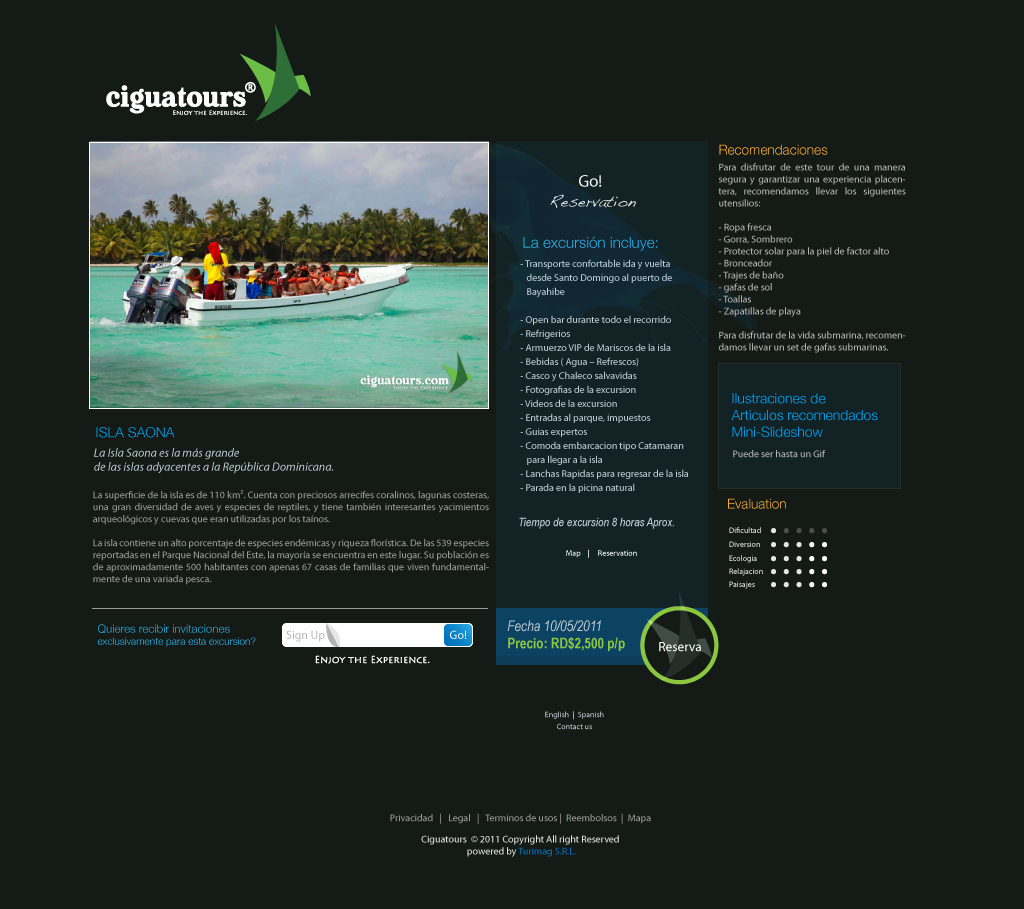 ciguatours®
Enjoy the Experience.
ciguatours.com
ENJOY THE EXPERIENCE
ISLA SAONA
La Isla Saona es la más grande
de las islas adyacentes a la República Dominicana.
La superficie de la isla es de 110 km². Cuenta con preciosos arrecifes coralinos, lagunas costeras,
una gran diversidad de aves y especies de reptiles, y tiene también interesantes yacimientos
arqueológicos y cuevas que eran utilizadas por los taínos.
La isla contiene un alto porcentaje de especies endémicas y riqueza florística. De las 539 especies
reportadas en el Parque Nacional del Este, la mayoría se encuentra en este lugar. Su población es
de aproximadamente 500 habitantes con apenas 67 casas de familias que viven fundamental-
mente de una variada pesca.
Quieres recibir invitaciones
exclusivamente para esta excursion?
Sign Up
Go!
Enjoy the Experience.
Go!
Reservation
La excursión incluye:
- Transporte confortable ida y vuelta
desde Santo Domingo al puerto de
Bayahibe
- Open bar durante todo el recorrido
- Refrigerios
- Armuerzo VIP de Mariscos de la isla
- Bebidas ( Agua – Refrescos)
- Casco y Chaleco salvavidas
- Fotografias de la excursion
- Videos de la excursion
- Entradas al parque, impuestos
- Guias expertos
- Comoda embarcacion tipo Catamaran
para llegar a la isla
- Lanchas Rapidas para regresar de la isla
- Parada en la picina natural
Tiempo de excursion 8 horas Aprox.
Map | Reservation
Fecha 10/05/2011
Precio: RD$2,500 p/p
Reserva
Recomendaciones
Para disfrutar de este tour de una manera
segura y garantizar una experiencia placen-
tera, recomendamos llevar los siguientes
utensilios:
- Ropa fresca
- Gorra, Sombrero
- Protector solar para la piel de factor alto
- Bronceador
- Trajes de baño
- gafas de sol
- Toallas
- Zapatillas de playa
Para disfrutar de la vida submarina, recomen-
damos llevar un set de gafas submarinas.
Ilustraciones de
Articulos recomendados
Mini-Slideshow
Puede ser hasta un Gif
Evaluation
Dificultad
Diversion
Ecologia
Relajacion
Paisajes
English | Spanish
Contact us
Privacidad | Legal | Terminos de usos | Reembolsos | Mapa
Ciguatours © 2011 Copyright All right Reserved
powered by Turimag S.R.L.